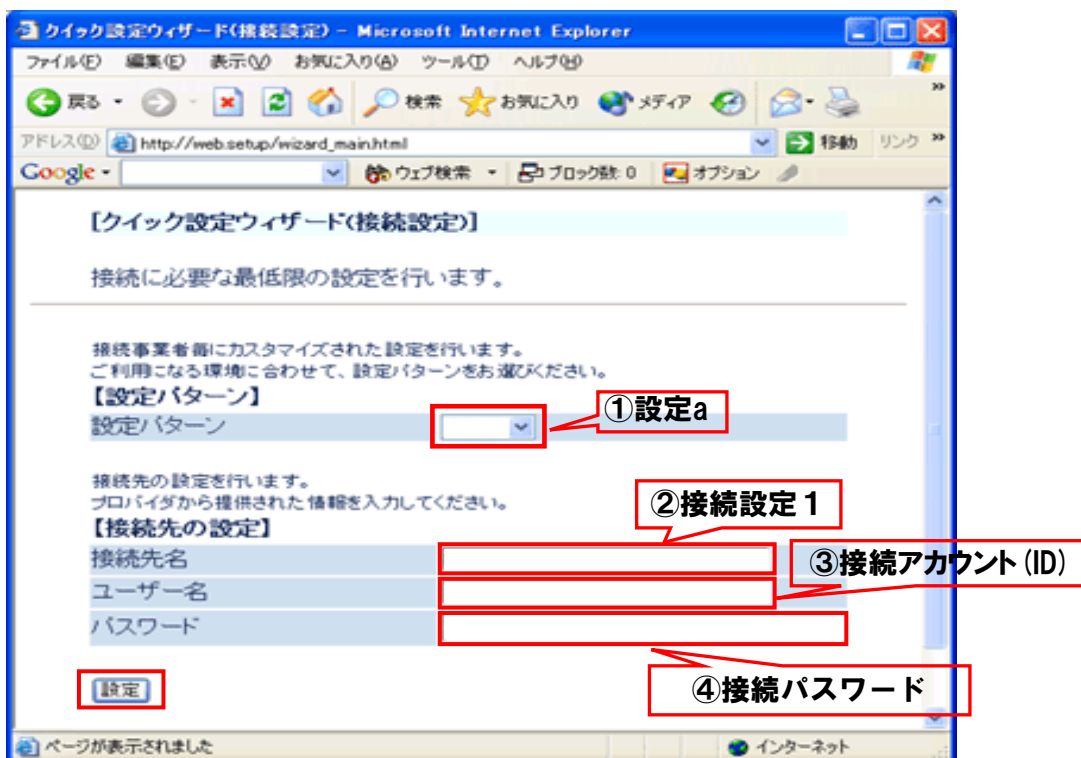 クイック設定ウィザード(接続設定) - Microsoft Internet Explorer
ファイル(F) 編集(E) 表示(V) お気に入り(A) ツール(T) ヘルプ(H)
戻る 検索 お気に入り メディア
アドレス(D) http://web.setup/wizard_main.html 移動 リンク
Google ウェブ検索 ブロック数: 0 オプション
[クイック設定ウィザード(接続設定)]
接続に必要な最低限の設定を行います。
接続事業者毎にカスタマイズされた設定を行います。
ご利用になる環境に合わせて、設定パターンをお選びください。
【設定パターン】
設定パターン
①設定a
接続先の設定を行います。
プロバイダから提供された情報を入力してください。
【接続先の設定】
②接続設定1
接続先名
③接続アカウント(ID)
ユーザー名
パスワード
④接続パスワード
設定
ページが表示されました インターネット